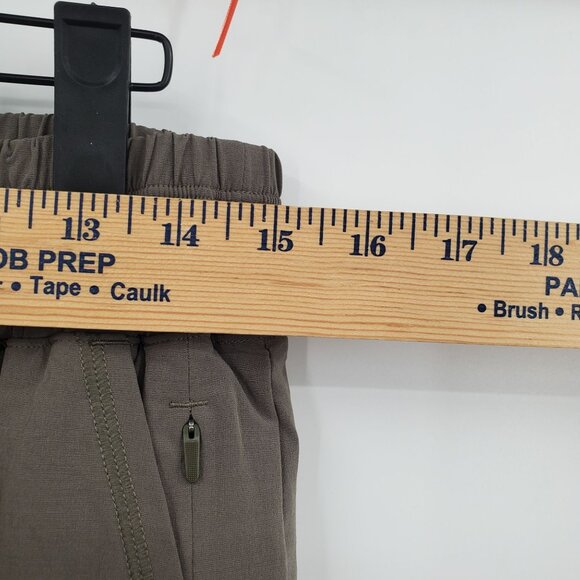 13 14 15 16 17 18
OB PREP
r • Tape • Caulk
PA
• Brush • R